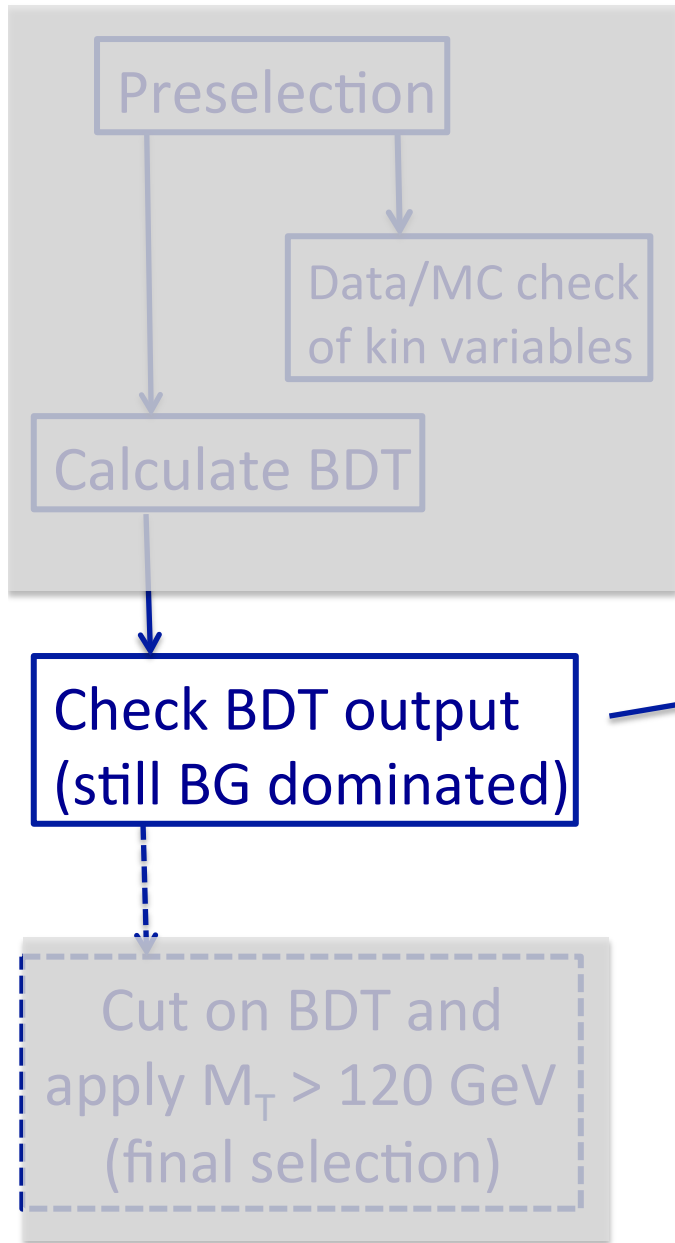 Preselection
Data/MC check
of kin variables
Calculate BDT
Check BDT output
(still BG dominated)
Cut on BDT and
apply M_T > 120 GeV
(final selection)